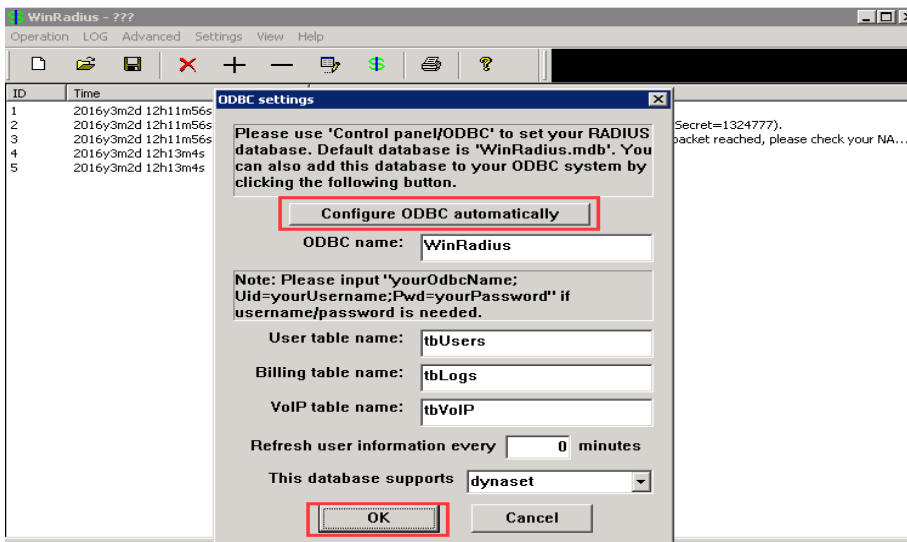 WinRadius - ???
Operation LOG Advanced Settings View Help
ID Time
1 2016y3m2d 12h11m56s
2 2016y3m2d 12h11m56s Secret=1324777).
3 2016y3m2d 12h11m56s packet reached, please check your NA...
4 2016y3m2d 12h13m4s
5 2016y3m2d 12h13m4s
ODBC settings
Please use 'Control panel/ODBC' to set your RADIUS
database. Default database is 'WinRadius.mdb'. You
can also add this database to your ODBC system by
clicking the following button.
Configure ODBC automatically
ODBC name: WinRadius
Note: Please input "yourOdbcName;
Uid=yourUsername;Pwd=yourPassword" if
username/password is needed.
User table name: tbUsers
Billing table name: tbLogs
VoIP table name: tbVoIP
Refresh user information every 0 minutes
This database supports dynaset
OK Cancel